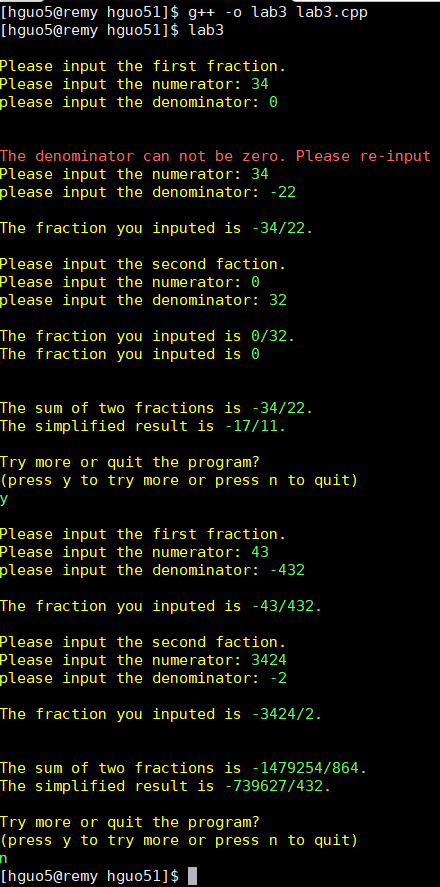 [hguo5@remy hguo51]$ g++ -o lab3 lab3.cpp
[hguo5@remy hguo51]$ lab3
Please input the first fraction.
Please input the numerator: 34
please input the denominator: 0
The denominator can not be zero. Please re-input
Please input the numerator: 34
please input the denominator: -22
The fraction you inputed is -34/22.
Please input the second faction.
Please input the numerator: 0
please input the denominator: 32
The fraction you inputed is 0/32.
The fraction you inputed is 0
The sum of two fractions is -34/22.
The simplified result is -17/11.
Try more or quit the program?
(press y to try more or press n to quit)
y
Please input the first fraction.
Please input the numerator: 43
please input the denominator: -432
The fraction you inputed is -43/432.
Please input the second faction.
Please input the numerator: 3424
please input the denominator: -2
The fraction you inputed is -3424/2.
The sum of two fractions is -1479254/864.
The simplified result is -739627/432.
Try more or quit the program?
(press y to try more or press n to quit)
n
[hguo5@remy hguo51]$